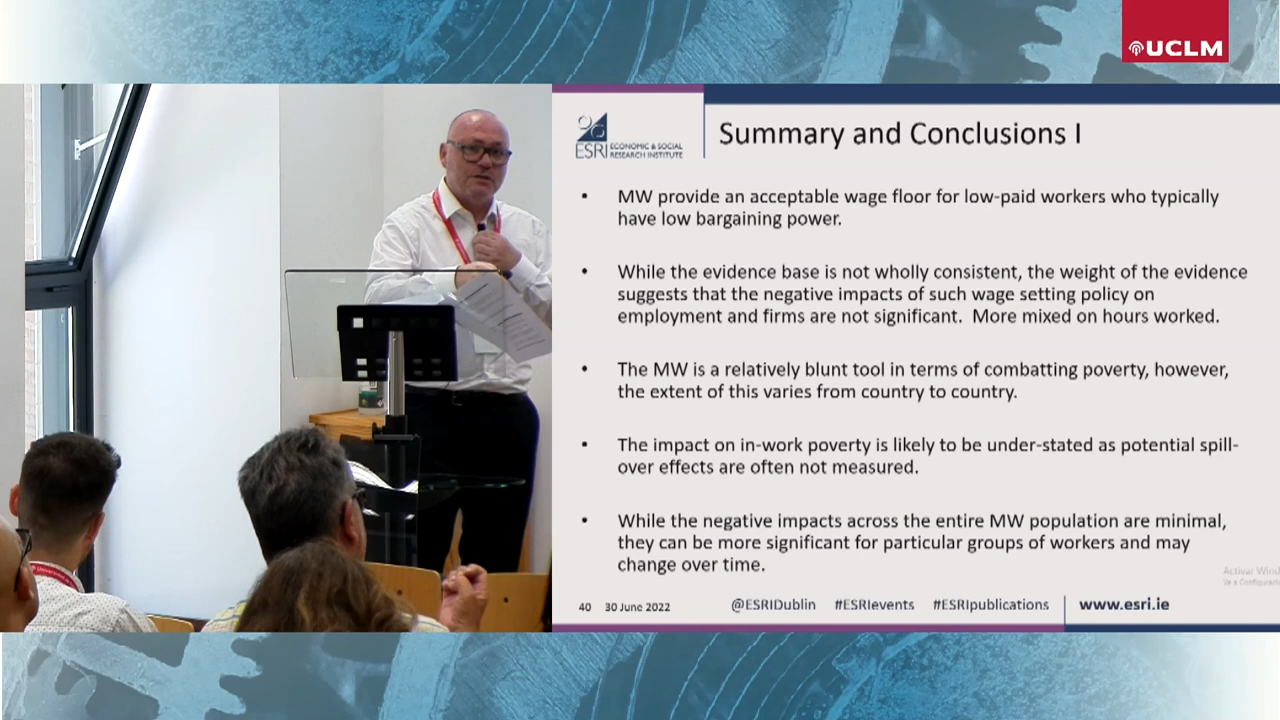 UCLM
ESRI ECONOMIC & SOCIAL
RESEARCH INSTITUTE
Summary and Conclusions I
• MW provide an acceptable wage floor for low-paid workers who typically
have low bargaining power.
• While the evidence base is not wholly consistent, the weight of the evidence
suggests that the negative impacts of such wage setting policy on
employment and firms are not significant.  More mixed on hours worked.
• The MW is a relatively blunt tool in terms of combatting poverty, however,
the extent of this varies from country to country.
• The impact on in-work poverty is likely to be under-stated as potential spill-
over effects are often not measured.
• While the negative impacts across the entire MW population are minimal,
they can be more significant for particular groups of workers and may
change over time.
Activar Wind
Ve a Configuració
40 30 June 2022 @ESRIDublin #ESRIevents #ESRIpublications www.esri.ie